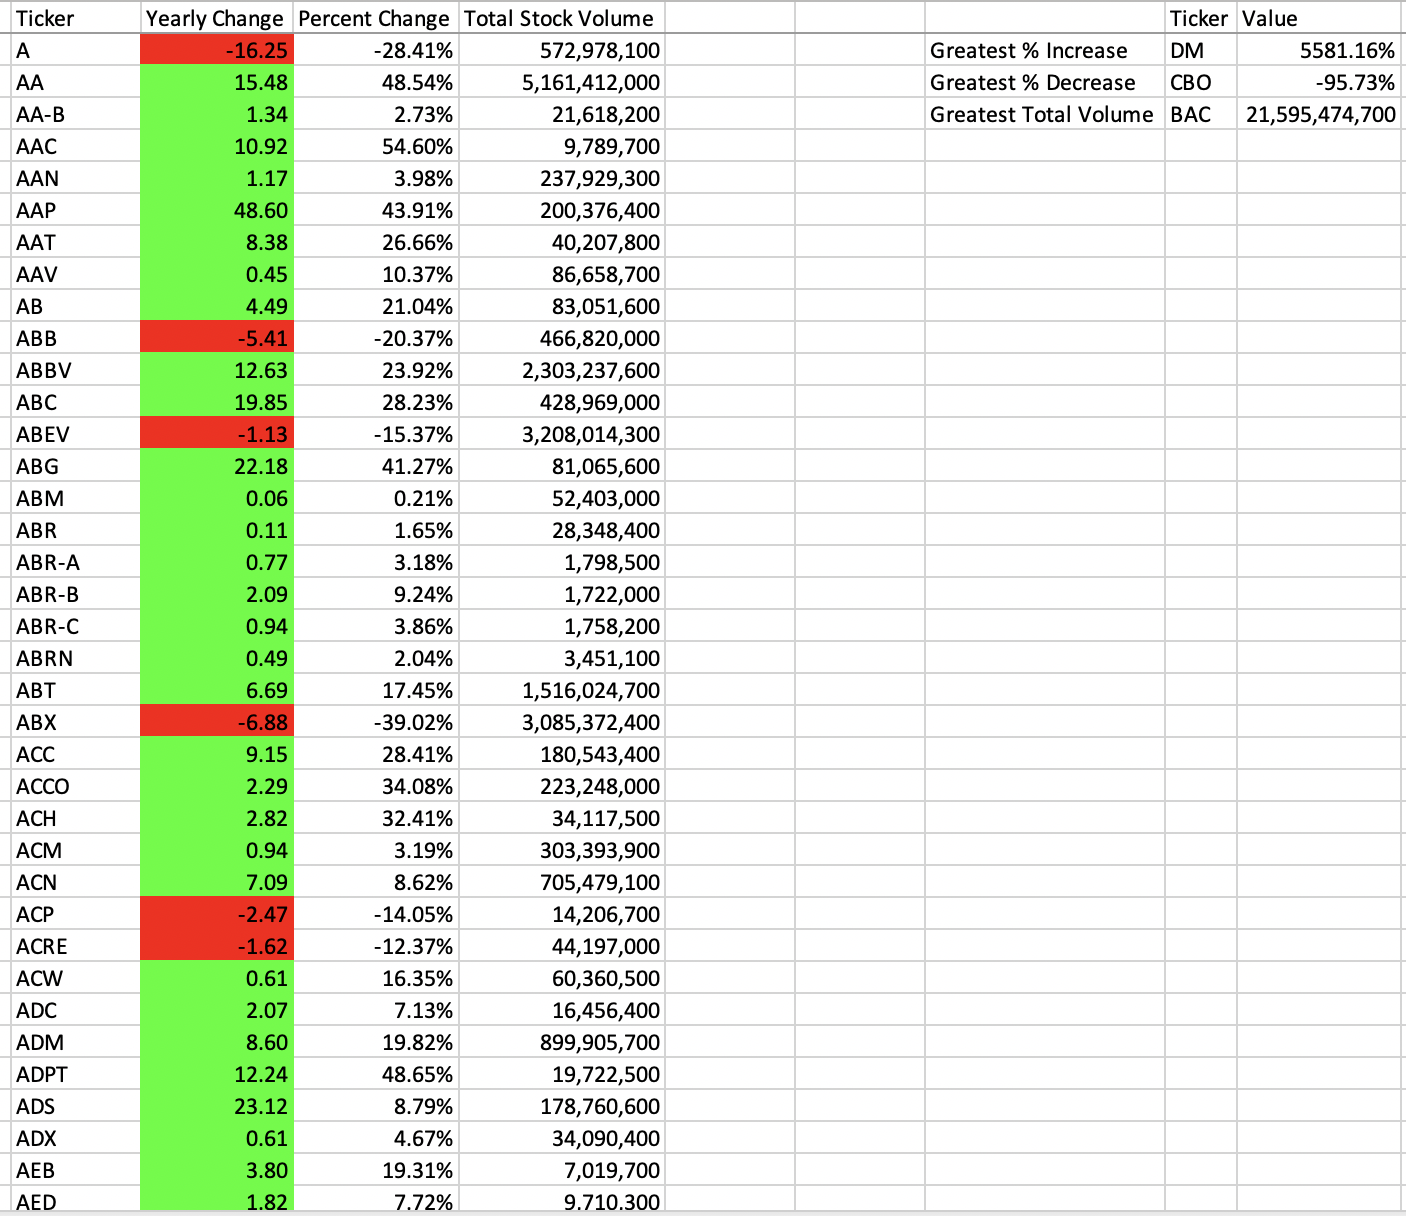 Ticker Yearly Change Percent Change Total Stock Volume Ticker Value
A -16.25 -28.41% 572,978,100 Greatest % Increase DM 5581.16%
AA 15.48 48.54% 5,161,412,000 Greatest % Decrease CBO -95.73%
AA-B 1.34 2.73% 21,618,200 Greatest Total Volume BAC 21,595,474,700
AAC 10.92 54.60% 9,789,700
AAN 1.17 3.98% 237,929,300
AAP 48.60 43.91% 200,376,400
AAT 8.38 26.66% 40,207,800
AAV 0.45 10.37% 86,658,700
AB 4.49 21.04% 83,051,600
ABB -5.41 -20.37% 466,820,000
ABBV 12.63 23.92% 2,303,237,600
ABC 19.85 28.23% 428,969,000
ABEV -1.13 -15.37% 3,208,014,300
ABG 22.18 41.27% 81,065,600
ABM 0.06 0.21% 52,403,000
ABR 0.11 1.65% 28,348,400
ABR-A 0.77 3.18% 1,798,500
ABR-B 2.09 9.24% 1,722,000
ABR-C 0.94 3.86% 1,758,200
ABRN 0.49 2.04% 3,451,100
ABT 6.69 17.45% 1,516,024,700
ABX -6.88 -39.02% 3,085,372,400
ACC 9.15 28.41% 180,543,400
ACCO 2.29 34.08% 223,248,000
ACH 2.82 32.41% 34,117,500
ACM 0.94 3.19% 303,393,900
ACN 7.09 8.62% 705,479,100
ACP -2.47 -14.05% 14,206,700
ACRE -1.62 -12.37% 44,197,000
ACW 0.61 16.35% 60,360,500
ADC 2.07 7.13% 16,456,400
ADM 8.60 19.82% 899,905,700
ADPT 12.24 48.65% 19,722,500
ADS 23.12 8.79% 178,760,600
ADX 0.61 4.67% 34,090,400
AEB 3.80 19.31% 7,019,700
AED 1.82 7.72% 9,710,300